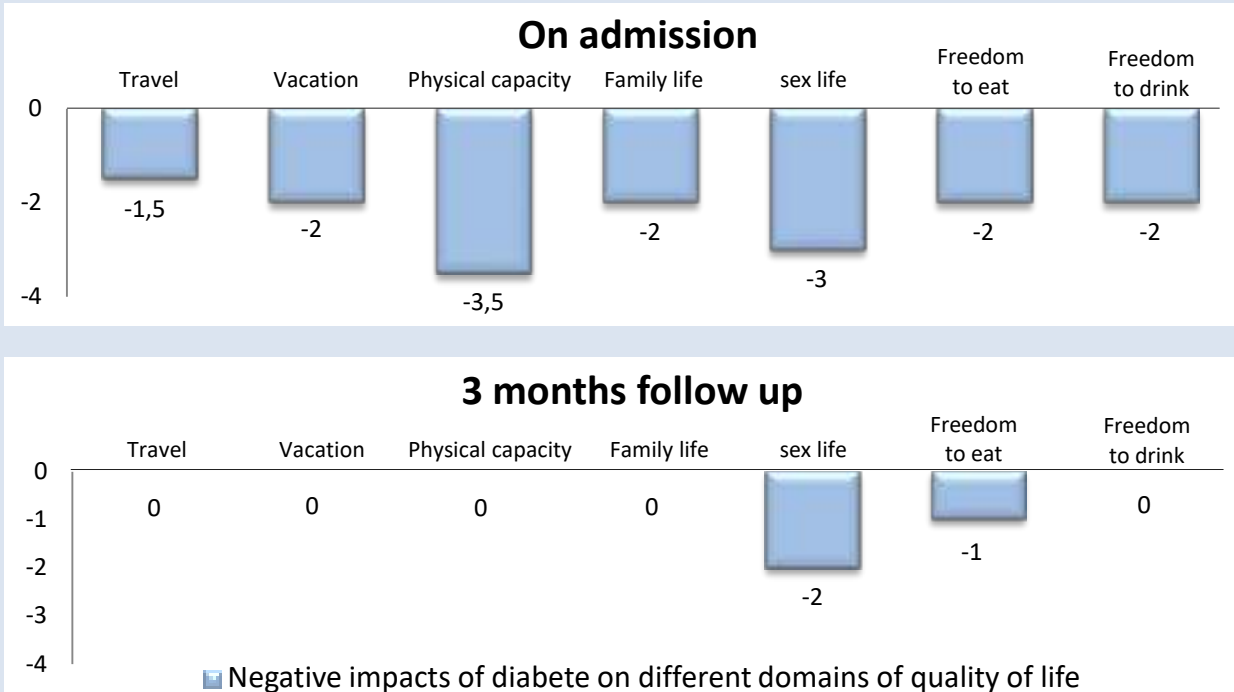 On admission
Travel Vacation Physical capacity Family life sex life Freedom to eat Freedom to drink
0
-2
-4
-1,5 -2 -3,5 -2 -3 -2 -2
3 months follow up
Travel Vacation Physical capacity Family life sex life Freedom to eat Freedom to drink
0
-1
-2
-3
-4
0 0 0 0 -2 -1 0
Negative impacts of diabete on different domains of quality of life